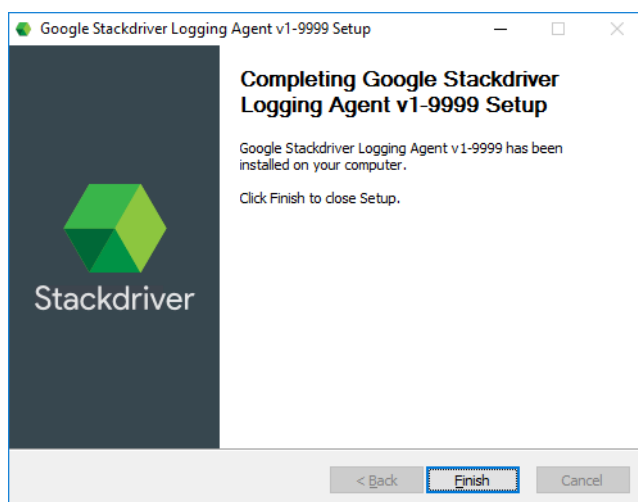 Google Stackdriver Logging Agent v1-9999 Setup
Completing Google Stackdriver
Logging Agent v1-9999 Setup
Google Stackdriver Logging Agent v1-9999 has been
installed on your computer.
Click Finish to close Setup.
Stackdriver
< Back Finish Cancel